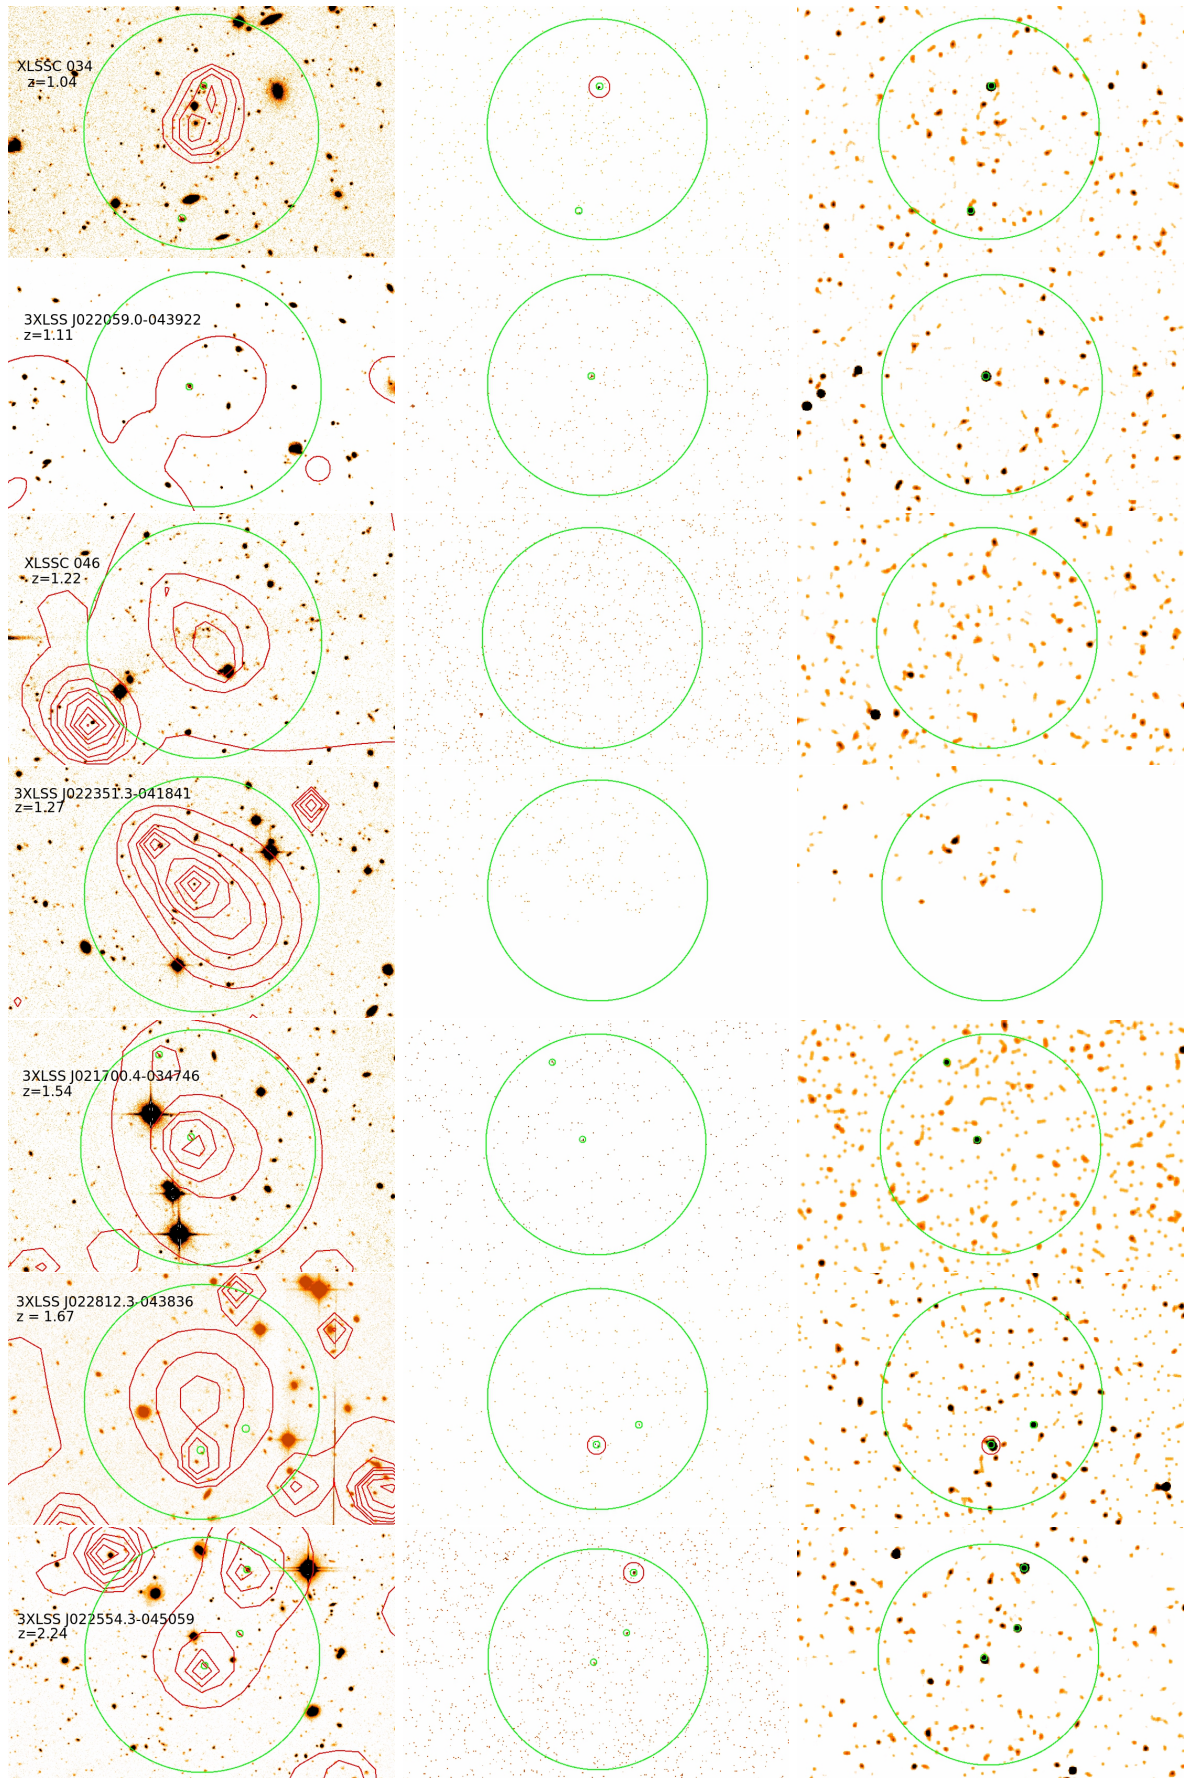 XLSSC 034
z=1.04
3XLSS J022059.0-043922
z=1.11
XLSSC 046
z=1.22
3XLSS J022351.3-041841
z=1.27
3XLSS J021700.4-034746
z=1.54
3XLSS J022812.3-043836
z = 1.67
3XLSS J022554.3-045059
z=2.24